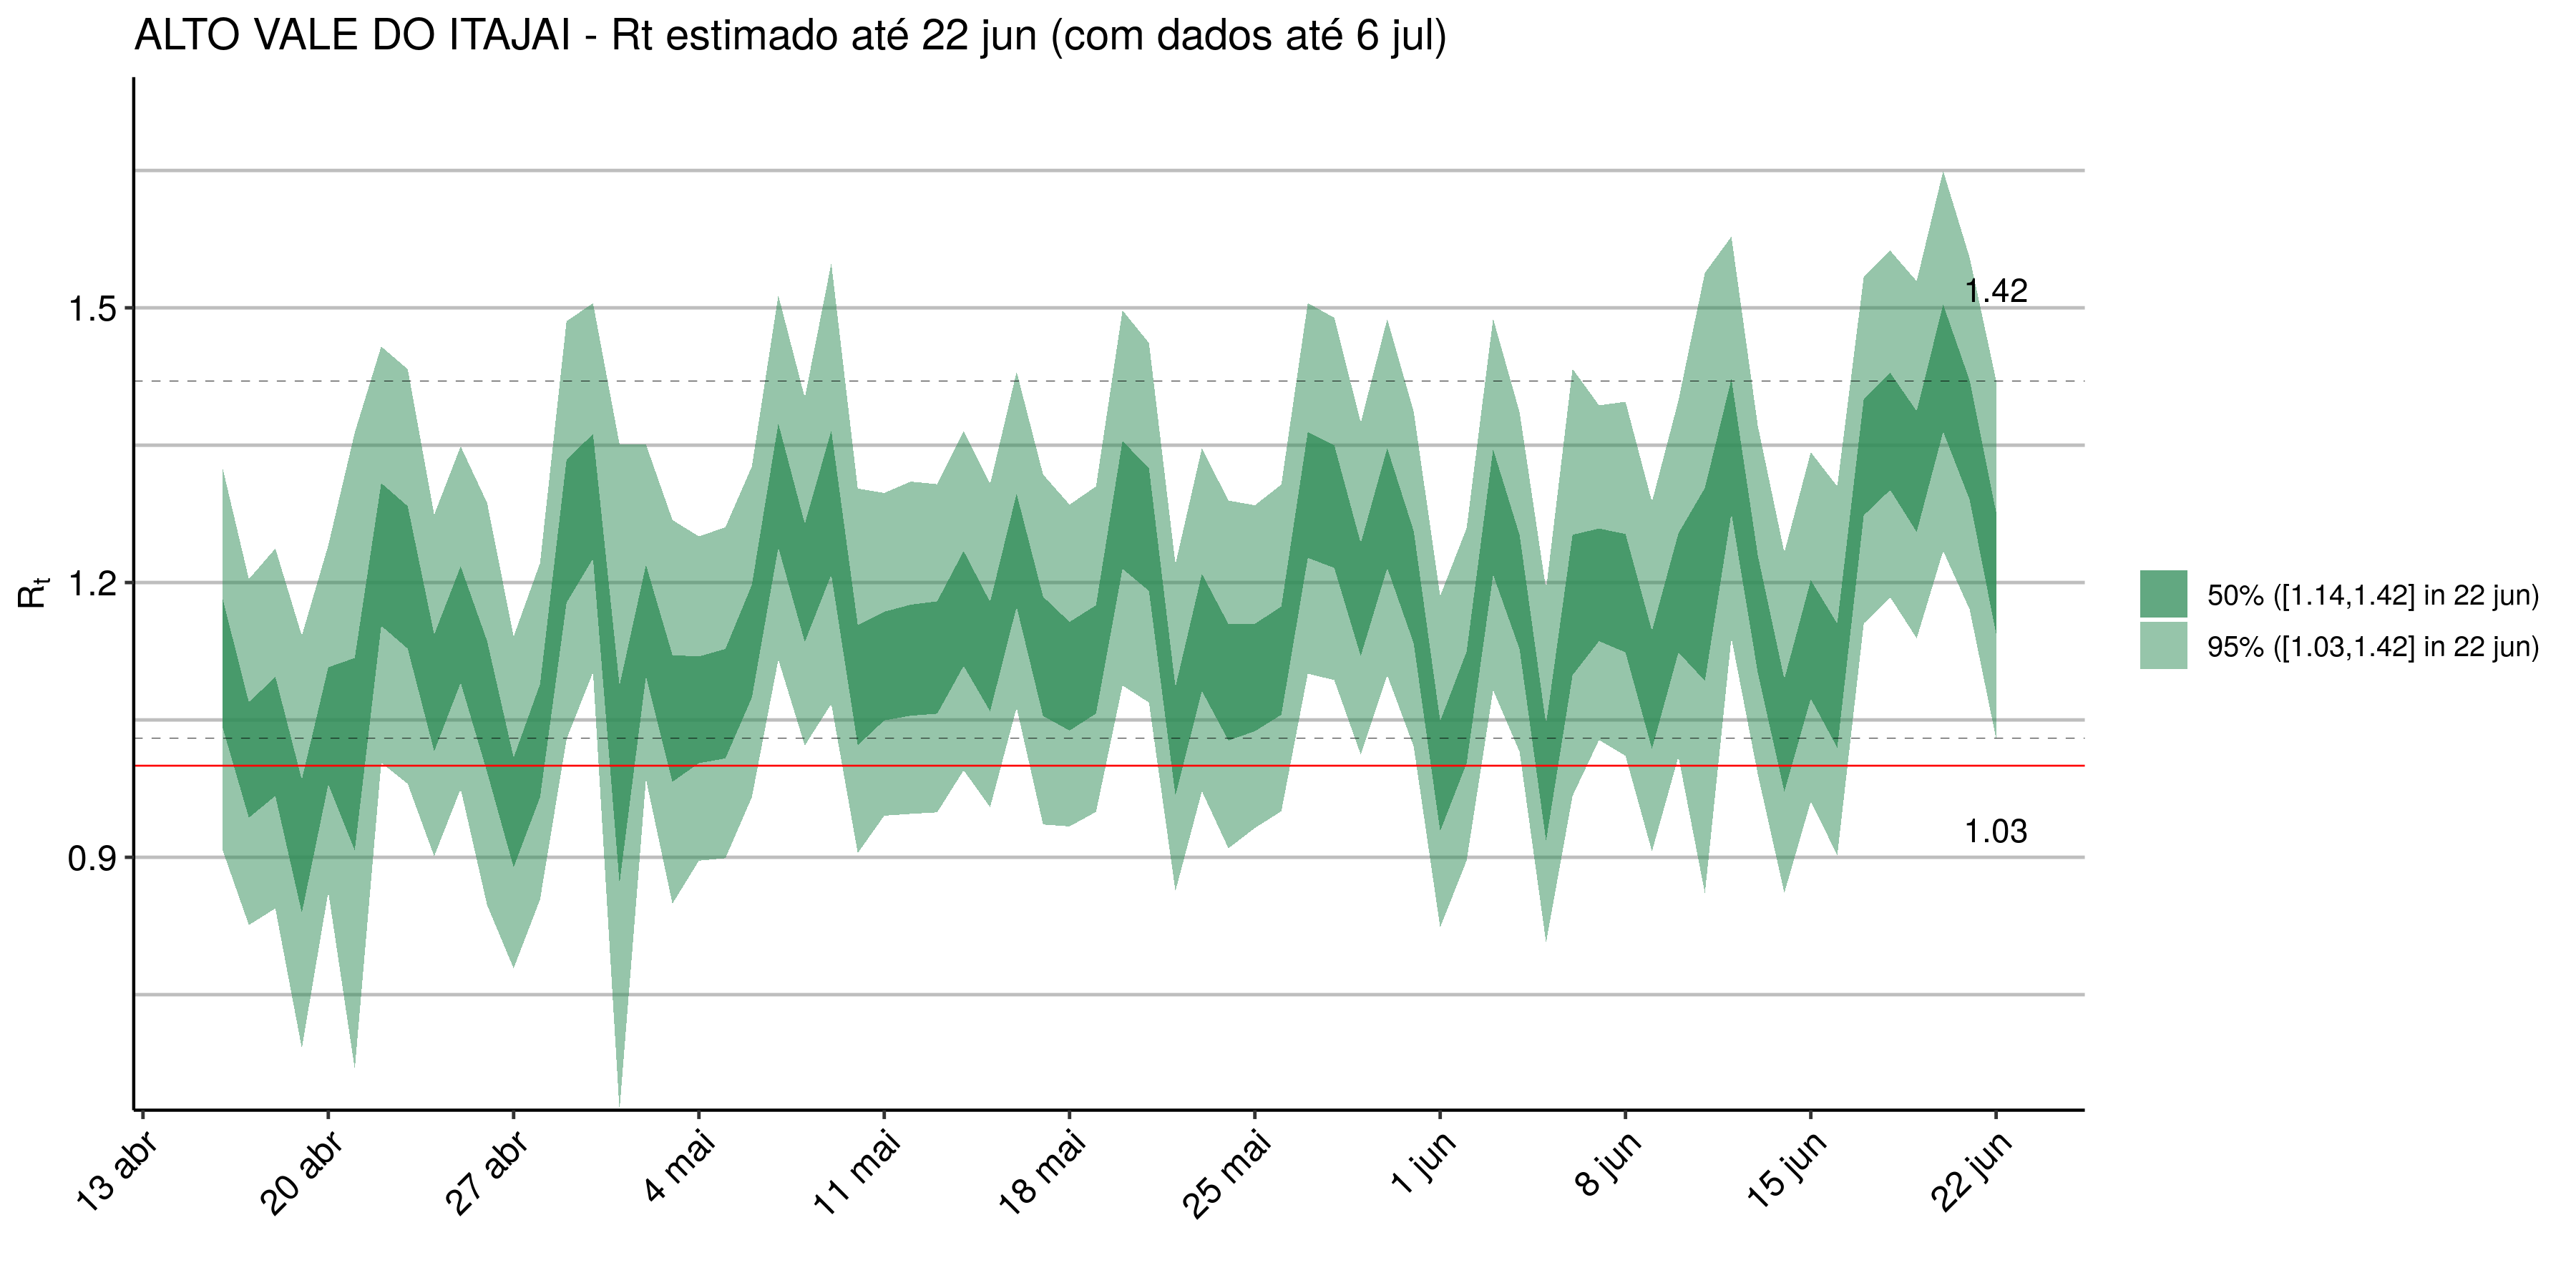 ALTO VALE DO ITAJAI - Rt estimado até 22 jun (com dados até 6 jul)
1.5
1.2
0.9
Rt
1.42
1.03
50% ([1.14,1.42] in 22 jun)
95% ([1.03,1.42] in 22 jun)
13 abr
20 abr
27 abr
4 mai
11 mai
18 mai
25 mai
1 jun
8 jun
15 jun
22 jun